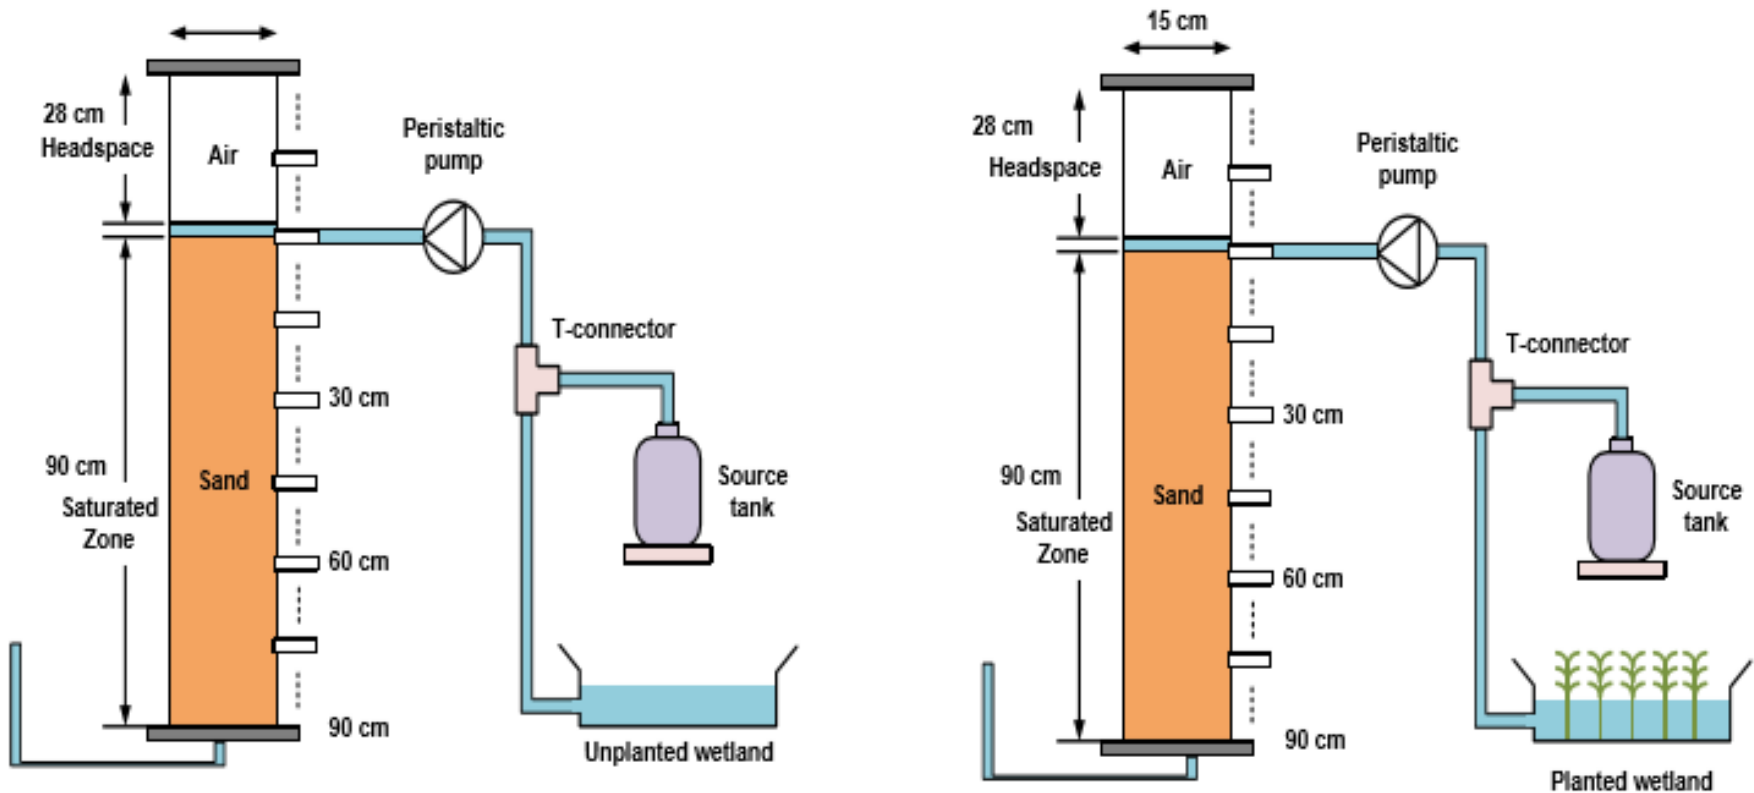 28 cm
Headspace
Air
Peristaltic
pump
T-connector
30 cm
90 cm
Saturated
Zone
Sand
Source
tank
60 cm
90 cm
Unplanted wetland
15 cm
28 cm
Headspace
Air
Peristaltic
pump
T-connector
30 cm
90 cm
Saturated
Zone
Sand
Source
tank
60 cm
90 cm
Planted wetland